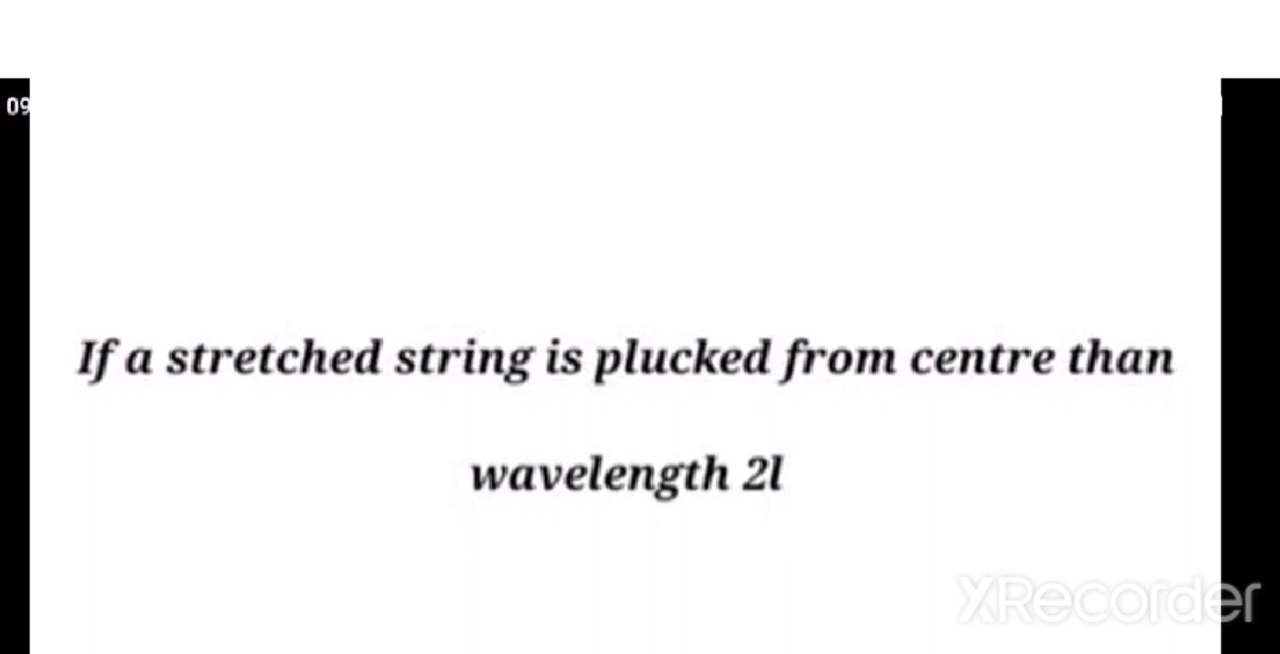 09
If a stretched string is plucked from centre than
wavelength 2l
XRecorder